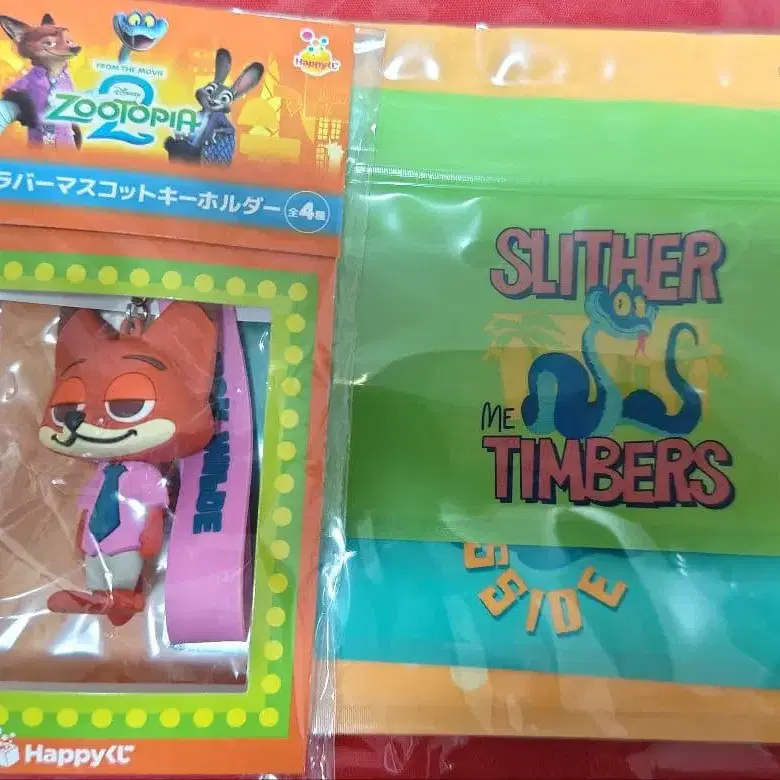 FROM THE MOVIE
Disney
ZOOTOPIA
2
Happyくじ
ラバーマスコットキーホルダー 全4種
WILDE
Happyくじ
SLITHER
ME
TIMBERS
SSIDE